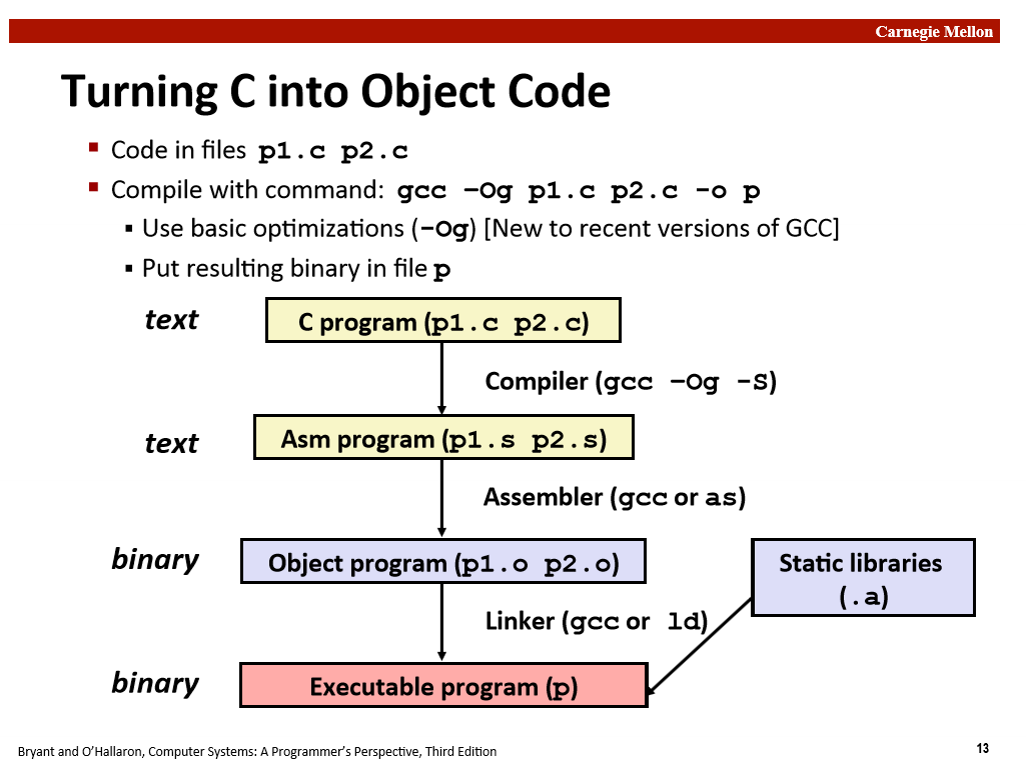 Carnegie Mellon
Turning C into Object Code
▪ Code in files p1.c p2.c
▪ Compile with command: gcc –Og p1.c p2.c -o p
▪ Use basic optimizations (–Og) [New to recent versions of GCC]
▪ Put resulting binary in file p
text
C program (p1.c p2.c)
Compiler (gcc –Og -S)
text
Asm program (p1.s p2.s)
Assembler (gcc or as)
binary
Object program (p1.o p2.o)
Static libraries
(.a)
Linker (gcc or ld)
binary
Executable program (p)
Bryant and O’Hallaron, Computer Systems: A Programmer’s Perspective, Third Edition
13